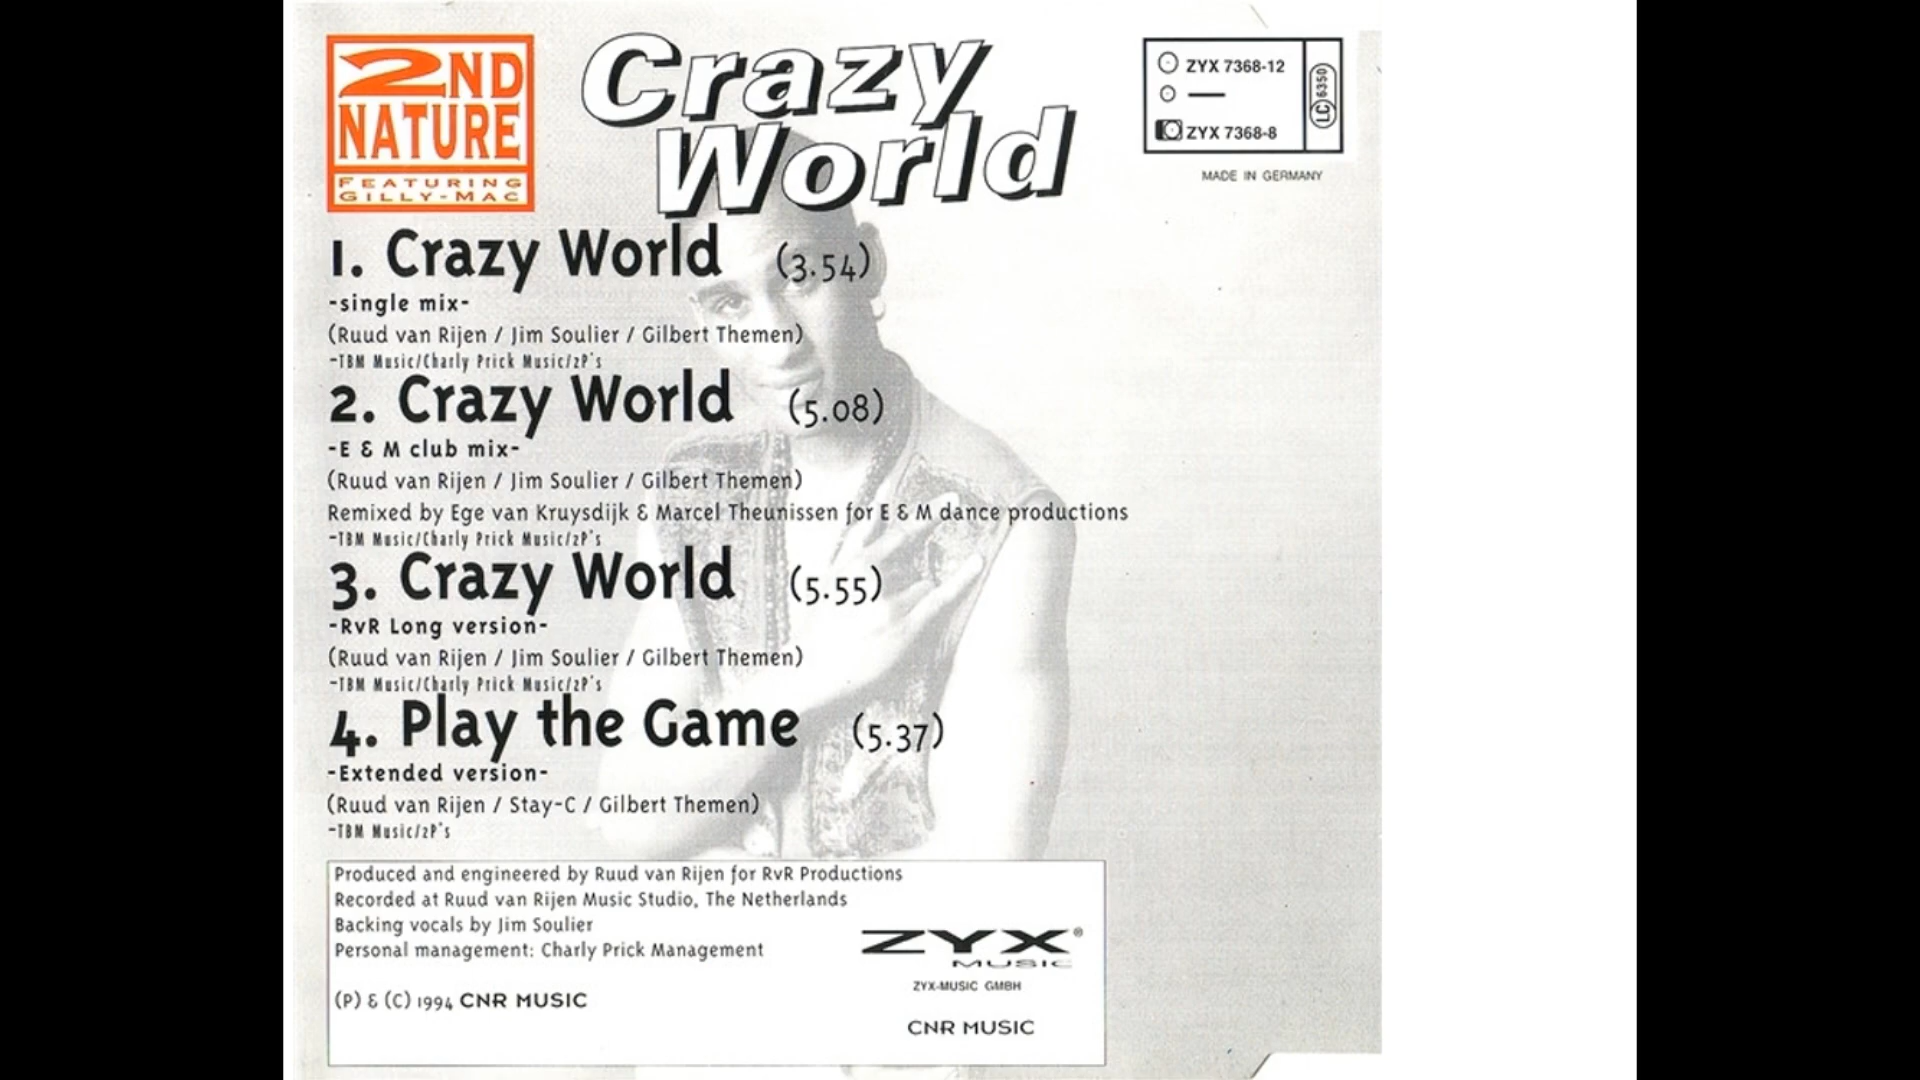 2ND
NATURE
FEATURING
GILLY-MAC
Crazy
World
ZYX 7368-12
ZYX 7368-8
LC 6350
MADE IN GERMANY
1. Crazy World (3.54)
-single mix-
(Ruud van Rijen / Jim Soulier / Gilbert Themen)
-TBM Music/Charly Prick Music/2P's
2. Crazy World (5.08)
-E & M club mix-
(Ruud van Rijen / Jim Soulier / Gilbert Themen)
Remixed by Ege van Kruysdijk & Marcel Theunissen for E & M dance productions
-TBM Music/Charly Prick Music/2P's
3. Crazy World (5.55)
-RvR Long version-
(Ruud van Rijen / Jim Soulier / Gilbert Themen)
-TBM Music/Charly Prick Music/2P's
4. Play the Game (5.37)
-Extended version-
(Ruud van Rijen / Stay-C / Gilbert Themen)
-TBM Music/2P's
Produced and engineered by Ruud van Rijen for RvR Productions
Recorded at Ruud van Rijen Music Studio, The Netherlands
Backing vocals by Jim Soulier
Personal management: Charly Prick Management
(P) & (C) 1994 CNR MUSIC
ZYX®
MUSIC
ZYX-MUSIC GMBH
CNR MUSIC